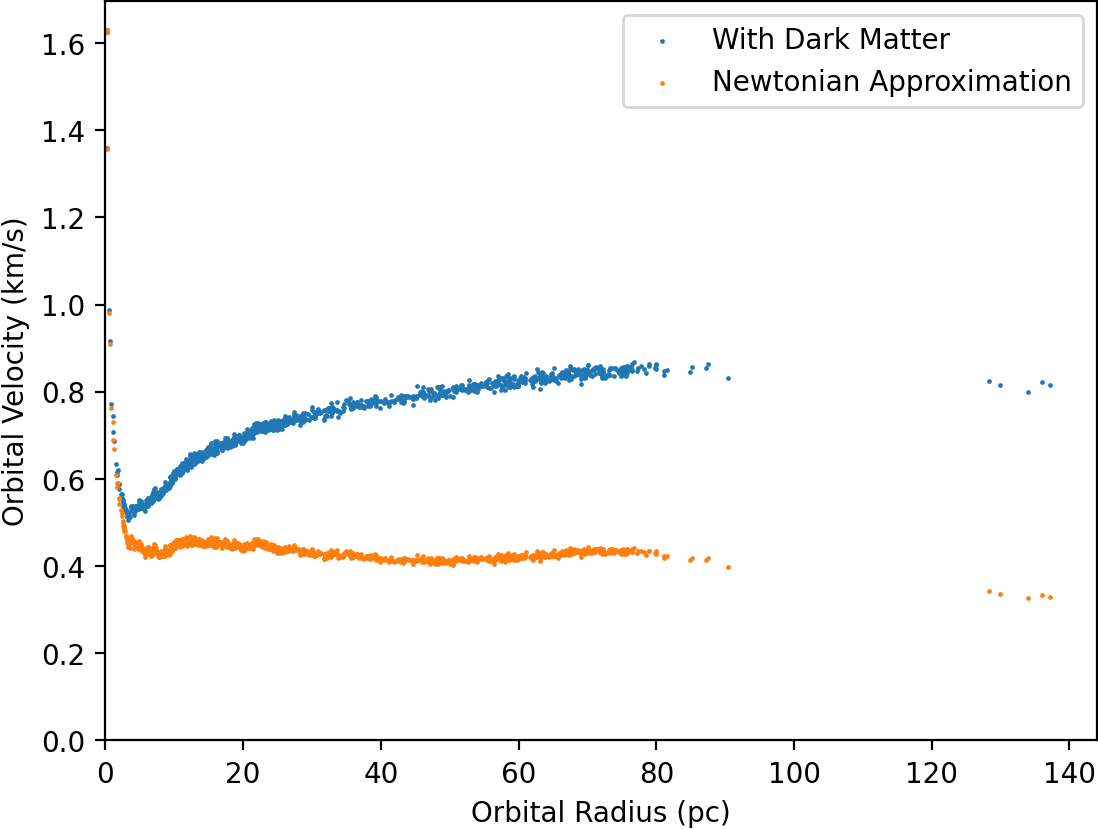 With Dark Matter
Newtonian Approximation
1.6
1.4
1.2
1.0
0.8
0.6
0.4
0.2
0.0
Orbital Velocity (km/s)
0 20 40 60 80 100 120 140
Orbital Radius (pc)